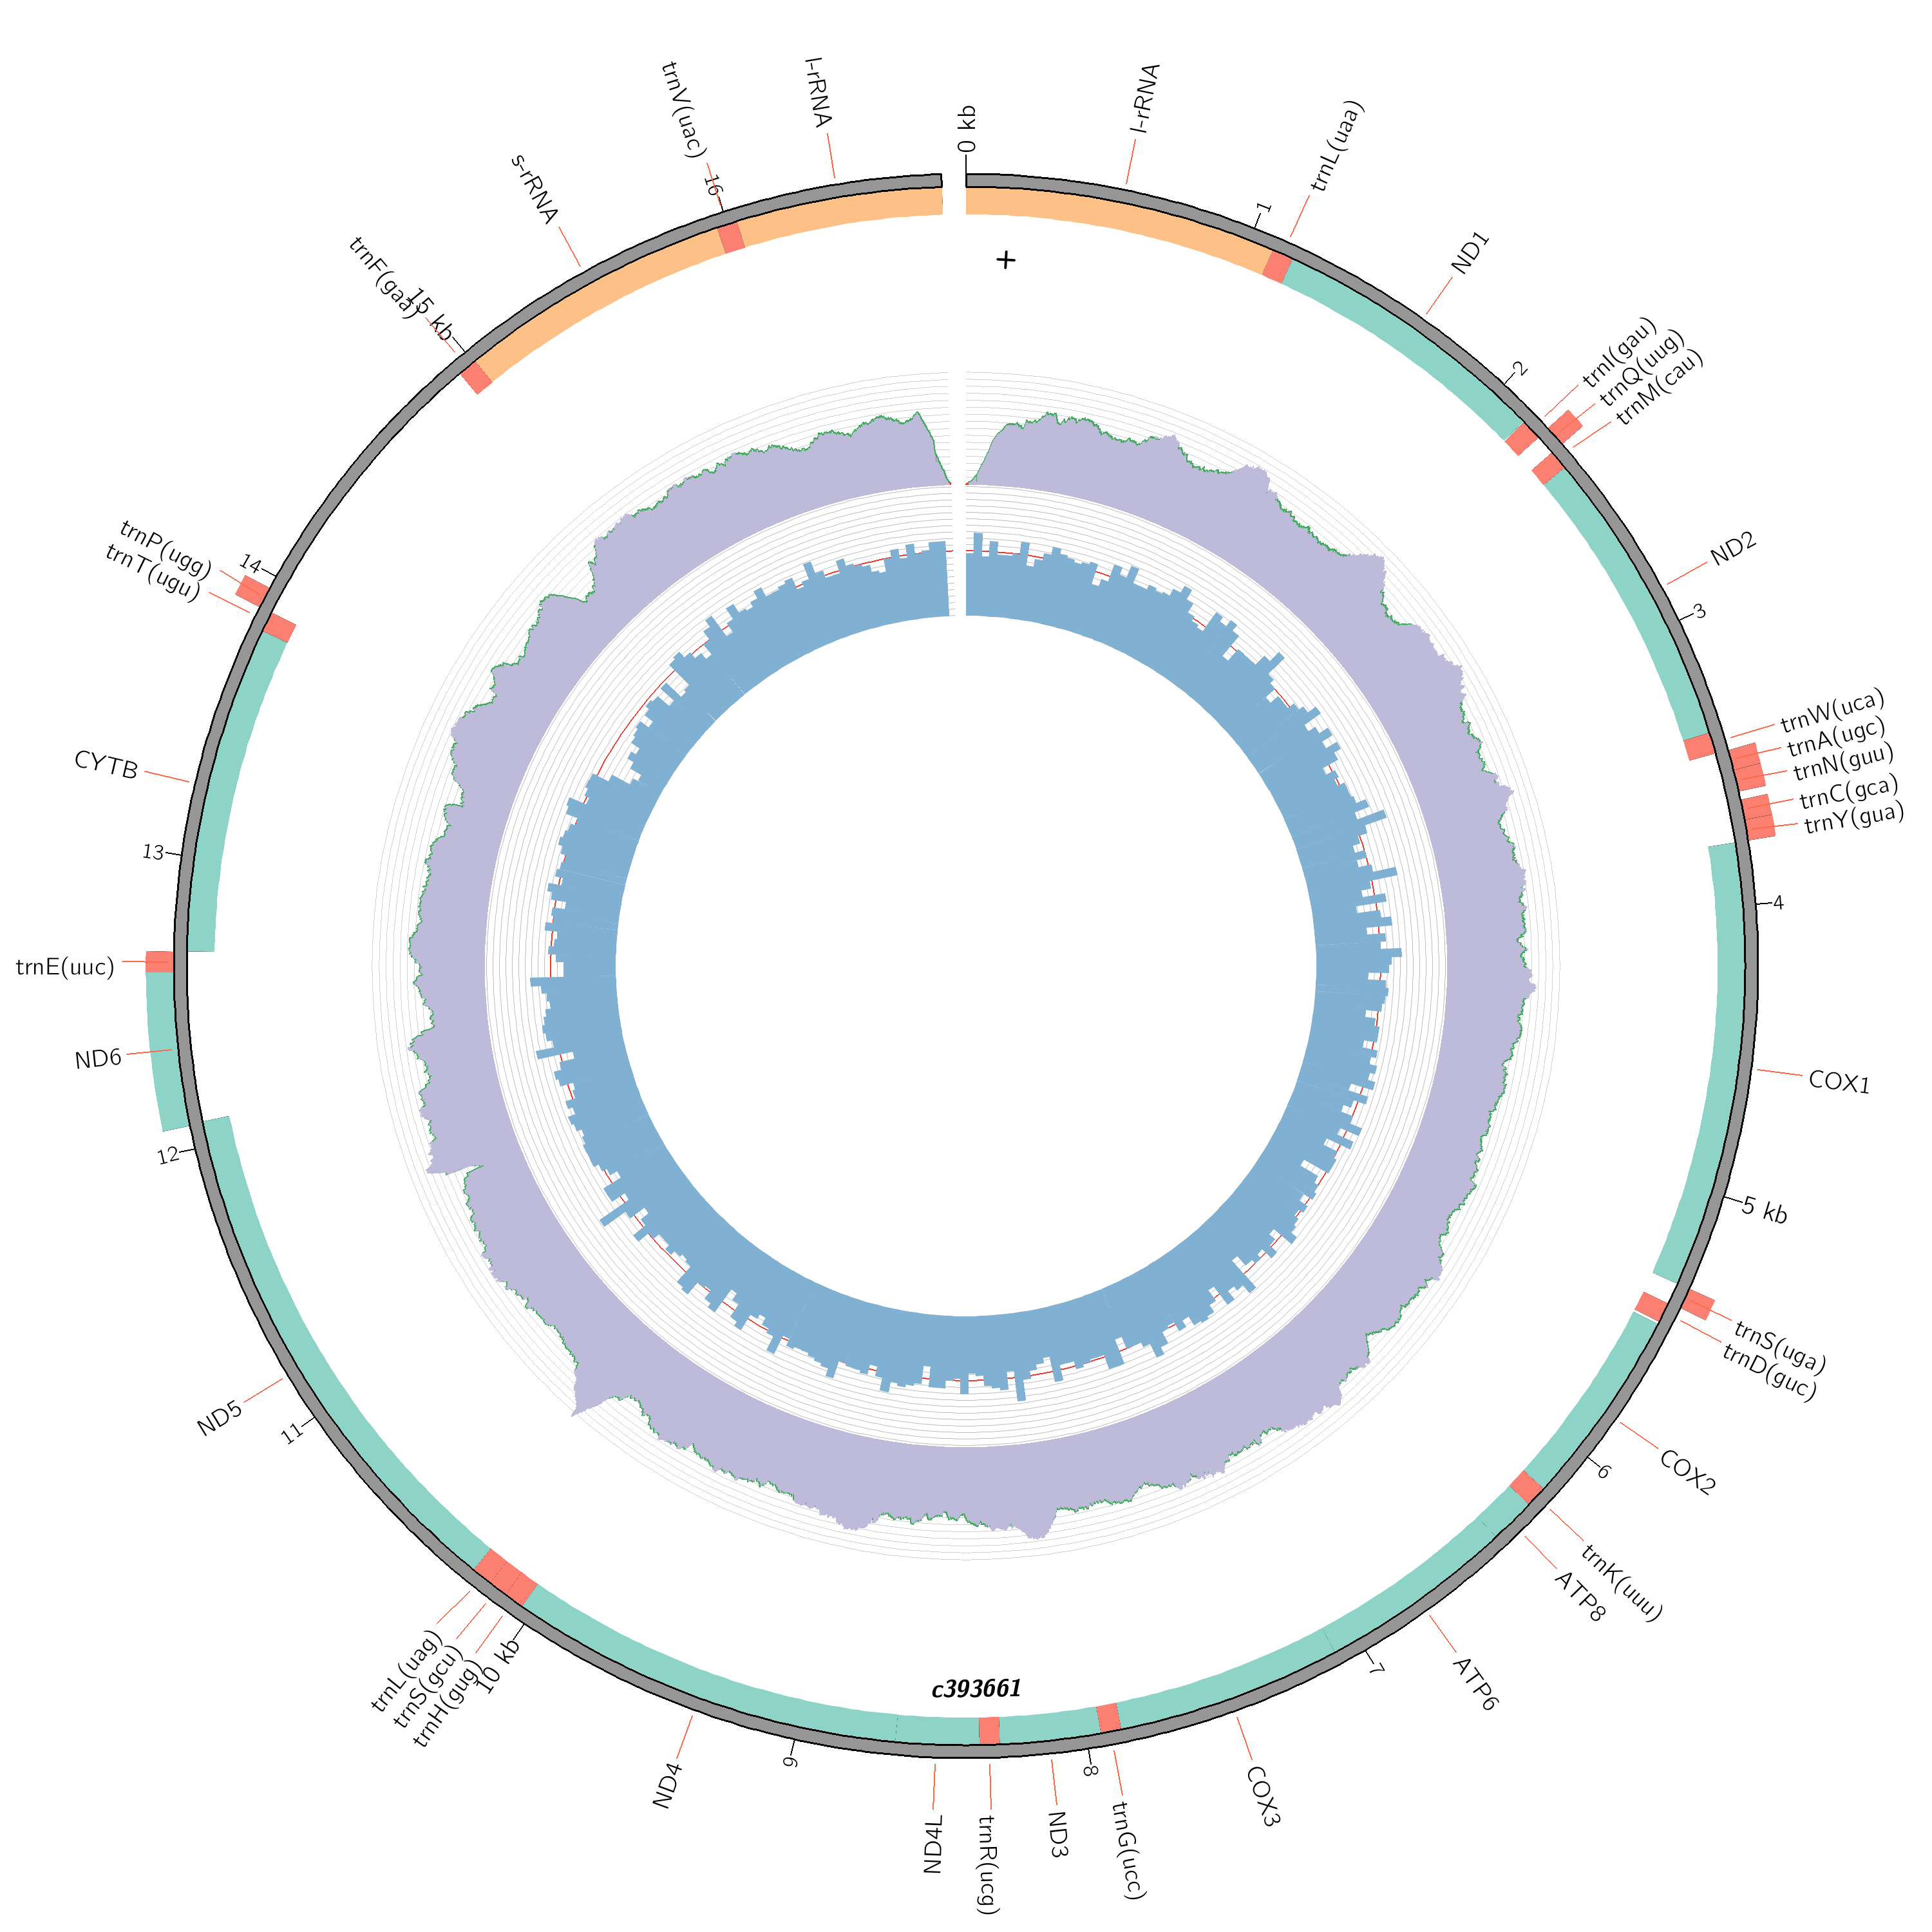 0 kb
l-rRNA
trnL(uaa)
1
ND1
2
trnI(gau)
trnQ(uug)
trnM(cau)
ND2
3
trnW(uca)
trnA(ugc)
trnN(guu)
trnC(gca)
trnY(gua)
4
COX1
5 kb
trnS(uga)
trnD(guc)
COX2
6
trnK(uuu)
ATP8
ATP6
7
COX3
trnG(ucc)
8
ND3
trnR(ucg)
ND4L
9
ND4
10 kb
trnH(gug)
trnS(gcu)
trnL(uag)
11
ND5
12
ND6
trnE(uuc)
13
CYTB
trnT(ugu)
trnP(ugg)
14
15 kb
trnF(gaa)
s-rRNA
16
trnV(uac)
l-rRNA
+
c393661